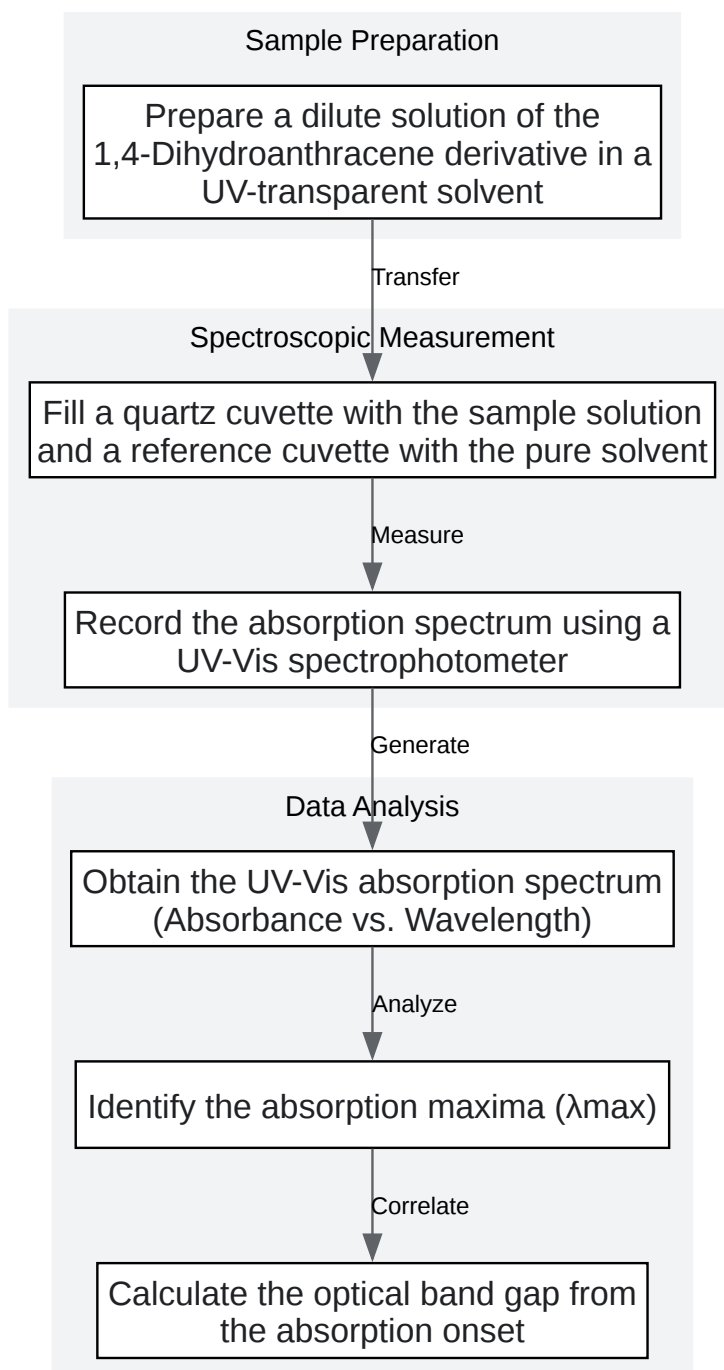 Sample Preparation
Prepare a dilute solution of the
1,4-Dihydroanthracene derivative in a
UV-transparent solvent
Transfer
Spectroscopic Measurement
Fill a quartz cuvette with the sample solution
and a reference cuvette with the pure solvent
Measure
Record the absorption spectrum using a
UV-Vis spectrophotometer
Generate
Data Analysis
Obtain the UV-Vis absorption spectrum
(Absorbance vs. Wavelength)
Analyze
Identify the absorption maxima (λmax)
Correlate
Calculate the optical band gap from
the absorption onset